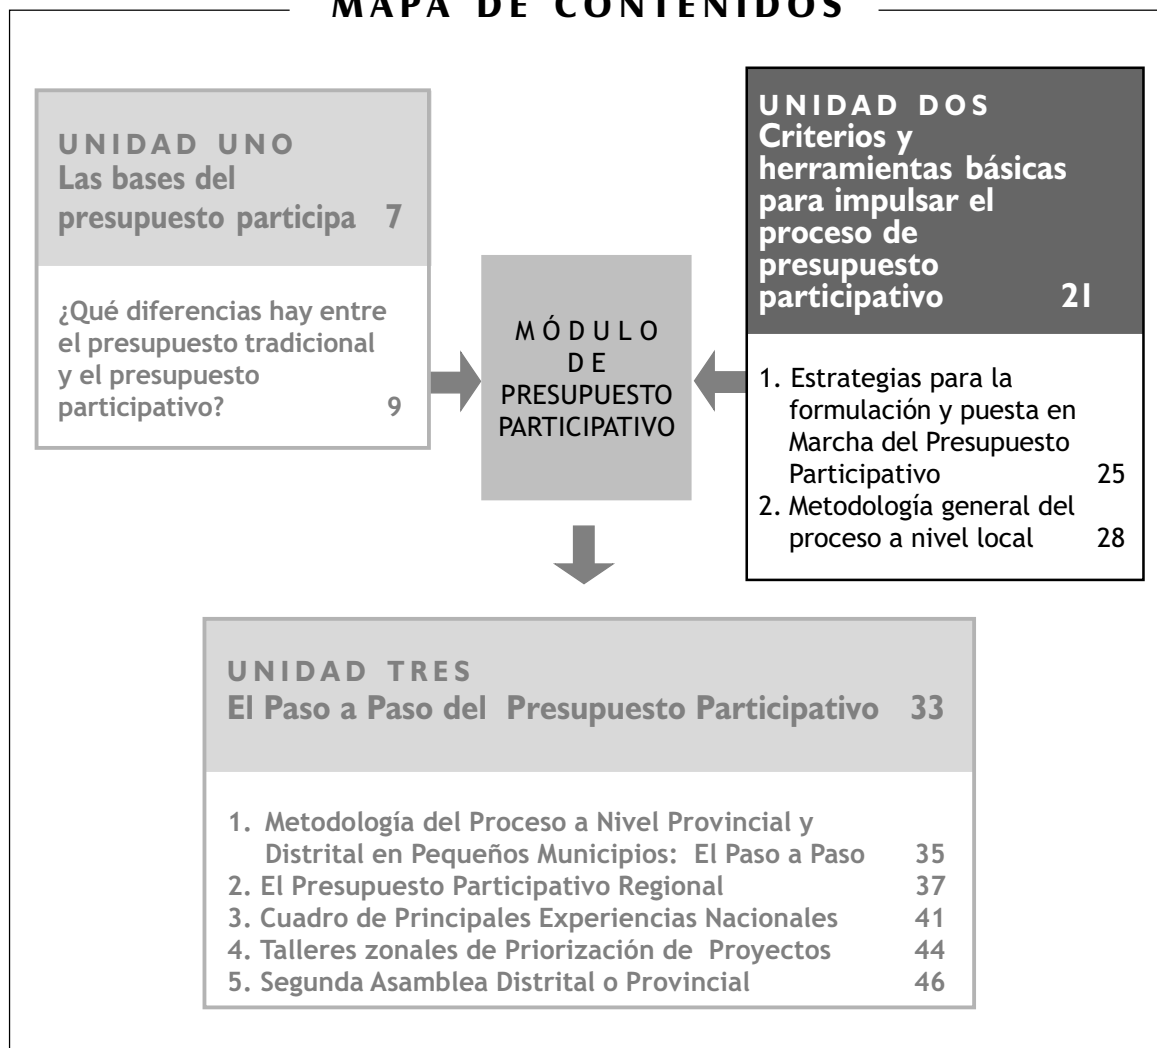 MAPA DE CONTENIDOS
UNIDAD UNO
Las bases del
presupuesto participa 7
¿Qué diferencias hay entre
el presupuesto tradicional
y el presupuesto
participativo? 9
MÓDULO
DE
PRESUPUESTO
PARTICIPATIVO
UNIDAD DOS
Criterios y
herramientas básicas
para impulsar el
proceso de
presupuesto
participativo 21
1. Estrategias para la
formulación y puesta en
Marcha del Presupuesto
Participativo 25
2. Metodología general del
proceso a nivel local 28
UNIDAD TRES
El Paso a Paso del Presupuesto Participativo 33
1. Metodología del Proceso a Nivel Provincial y
Distrital en Pequeños Municipios: El Paso a Paso 35
2. El Presupuesto Participativo Regional 37
3. Cuadro de Principales Experiencias Nacionales 41
4. Talleres zonales de Priorización de Proyectos 44
5. Segunda Asamblea Distrital o Provincial 46